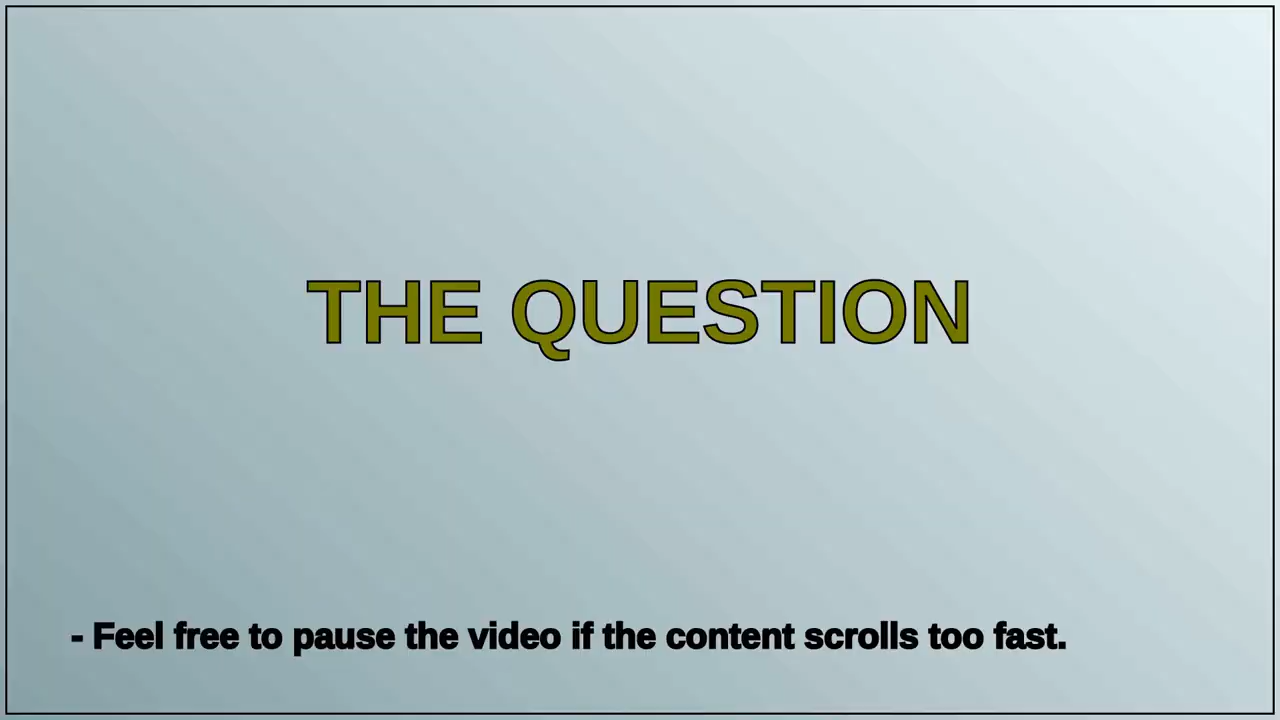 THE QUESTION
- Feel free to pause the video if the content scrolls too fast.